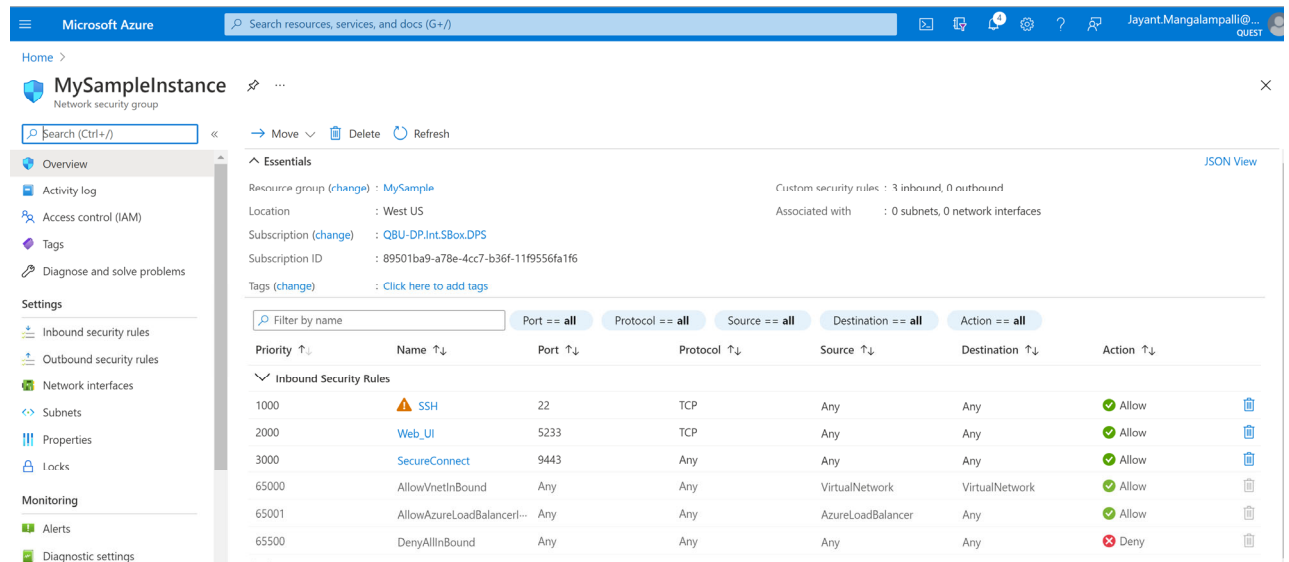 Microsoft Azure
Search resources, services, and docs (G+/)
4
Jayant.Mangalampalli@...
QUEST
Home >
MySampleInstance
Network security group
Search (Ctrl+/)
«
Overview
Activity log
Access control (IAM)
Tags
Diagnose and solve problems
Settings
Inbound security rules
Outbound security rules
Network interfaces
Subnets
Properties
Locks
Monitoring
Alerts
Diagnostic settings
Move Delete Refresh
Essentials JSON View
Resource group (change) : MySample Custom security rules : 3 inbound, 0 outbound
Location : West US Associated with : 0 subnets, 0 network interfaces
Subscription (change) : QBU-DP.Int.SBox.DPS
Subscription ID : 89501ba9-a78e-4cc7-b36f-11f9556fa1f6
Tags (change) : Click here to add tags
Filter by name Port == all Protocol == all Source == all Destination == all Action == all
Priority ↑↓ Name ↑↓ Port ↑↓ Protocol ↑↓ Source ↑↓ Destination ↑↓ Action ↑↓
Inbound Security Rules
1000 SSH 22 TCP Any Any Allow
2000 Web_UI 5233 TCP Any Any Allow
3000 SecureConnect 9443 Any Any Any Allow
65000 AllowVnetInBound Any Any VirtualNetwork VirtualNetwork Allow
65001 AllowAzureLoadBalancerI... Any Any AzureLoadBalancer Any Allow
65500 DenyAllInBound Any Any Any Any Deny